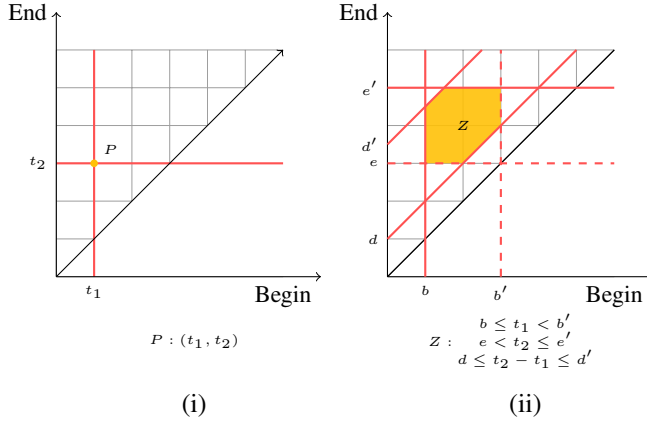 End
P
t₂
t₁
Begin
P : (t₁, t₂)
(i)
End
e′
Z
d′
e
d
b
b′
Begin
b ≤ t₁ < b′
Z : e < t₂ ≤ e′
d ≤ t₂ − t₁ ≤ d′
(ii)